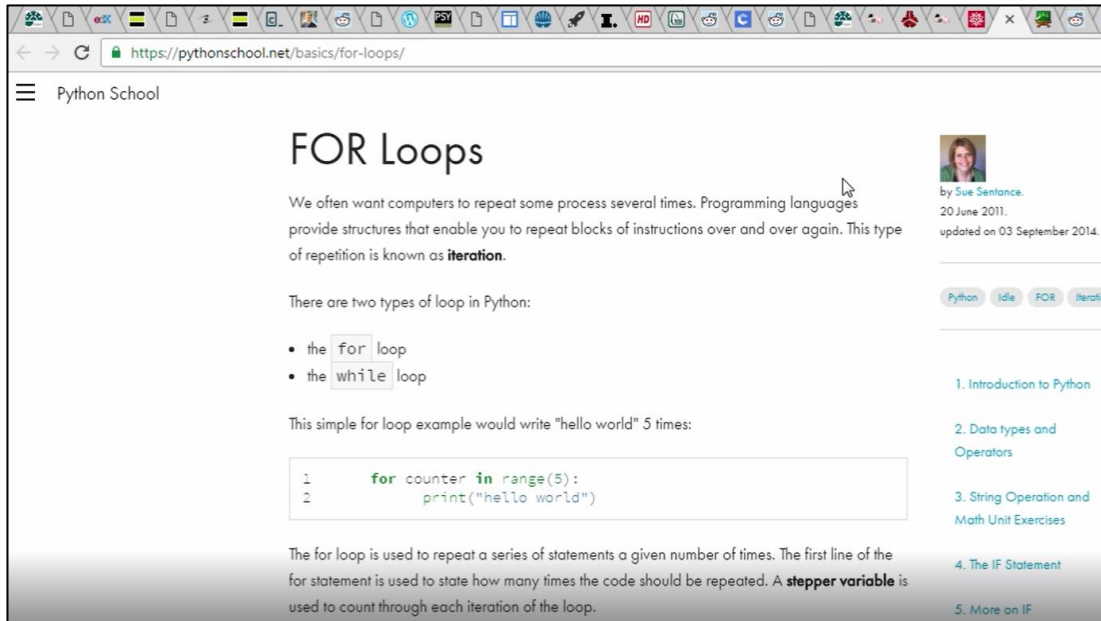 https://pythonschool.net/basics/for-loops/
Python School
FOR Loops
We often want computers to repeat some process several times. Programming languages
provide structures that enable you to repeat blocks of instructions over and over again. This type
of repetition is known as iteration.
There are two types of loop in Python:
• the for loop
• the while loop
This simple for loop example would write "hello world" 5 times:
1 for counter in range(5):
2 print("hello world")
The for loop is used to repeat a series of statements a given number of times. The first line of the
for statement is used to state how many times the code should be repeated. A stepper variable is
used to count through each iteration of the loop.
by Sue Sentance.
20 June 2011.
updated on 03 September 2014.
Python Idle FOR Iterati
1. Introduction to Python
2. Data types and
Operators
3. String Operation and
Math Unit Exercises
4. The IF Statement
5. More on IF